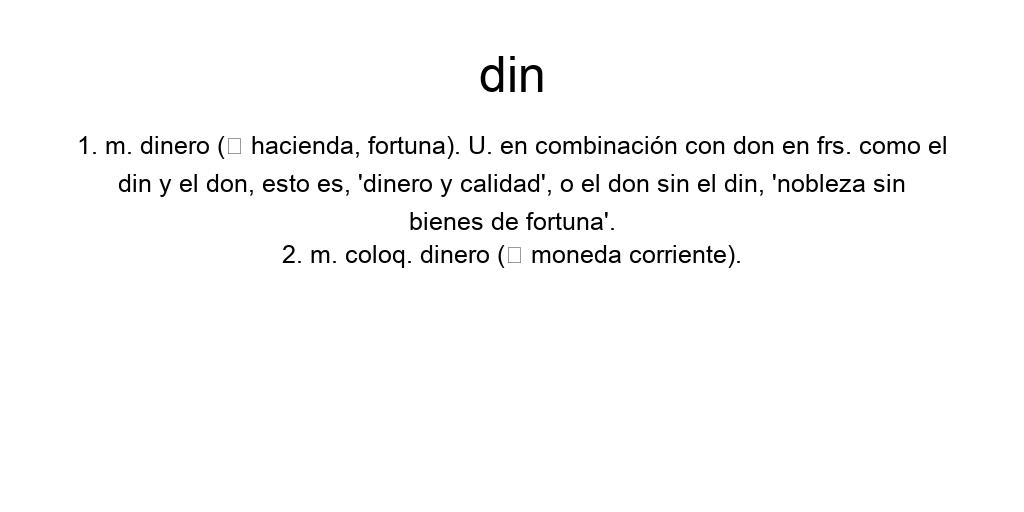 din
1. m. dinero (□ hacienda, fortuna). U. en combinación con don en frs. como el
din y el don, esto es, 'dinero y calidad', o el don sin el din, 'nobleza sin
bienes de fortuna'.
2. m. coloq. dinero (□ moneda corriente).